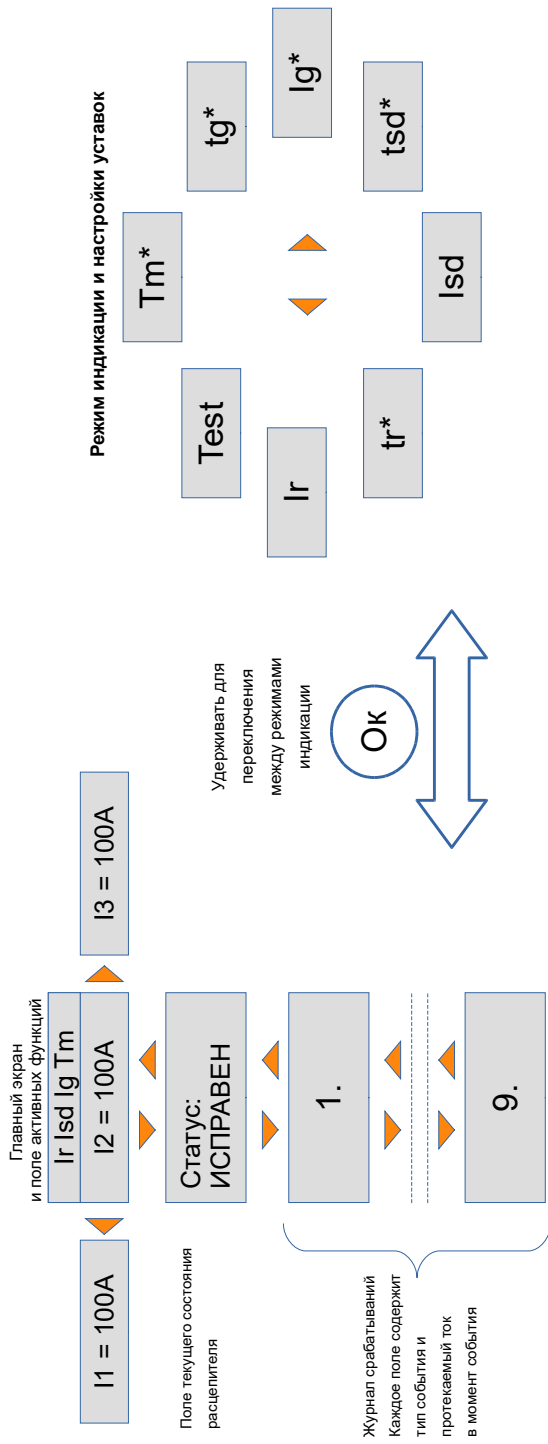 Главный экран
и поле активных функций
Ir Isd Ig Tm
I1 = 100A
I2 = 100A
I3 = 100A
Поле текущего состояния
расцепителя
Статус:
ИСПРАВЕН
Журнал срабатываний
Каждое поле содержит
тип события и
протекаемый ток
в момент события
1.
9.
Удерживать для
переключения
между режимами
индикации
Ок
Режим индикации и настройки уставок
Ir
Test
Tm*
tg*
Ig*
tsd*
Isd
tr*